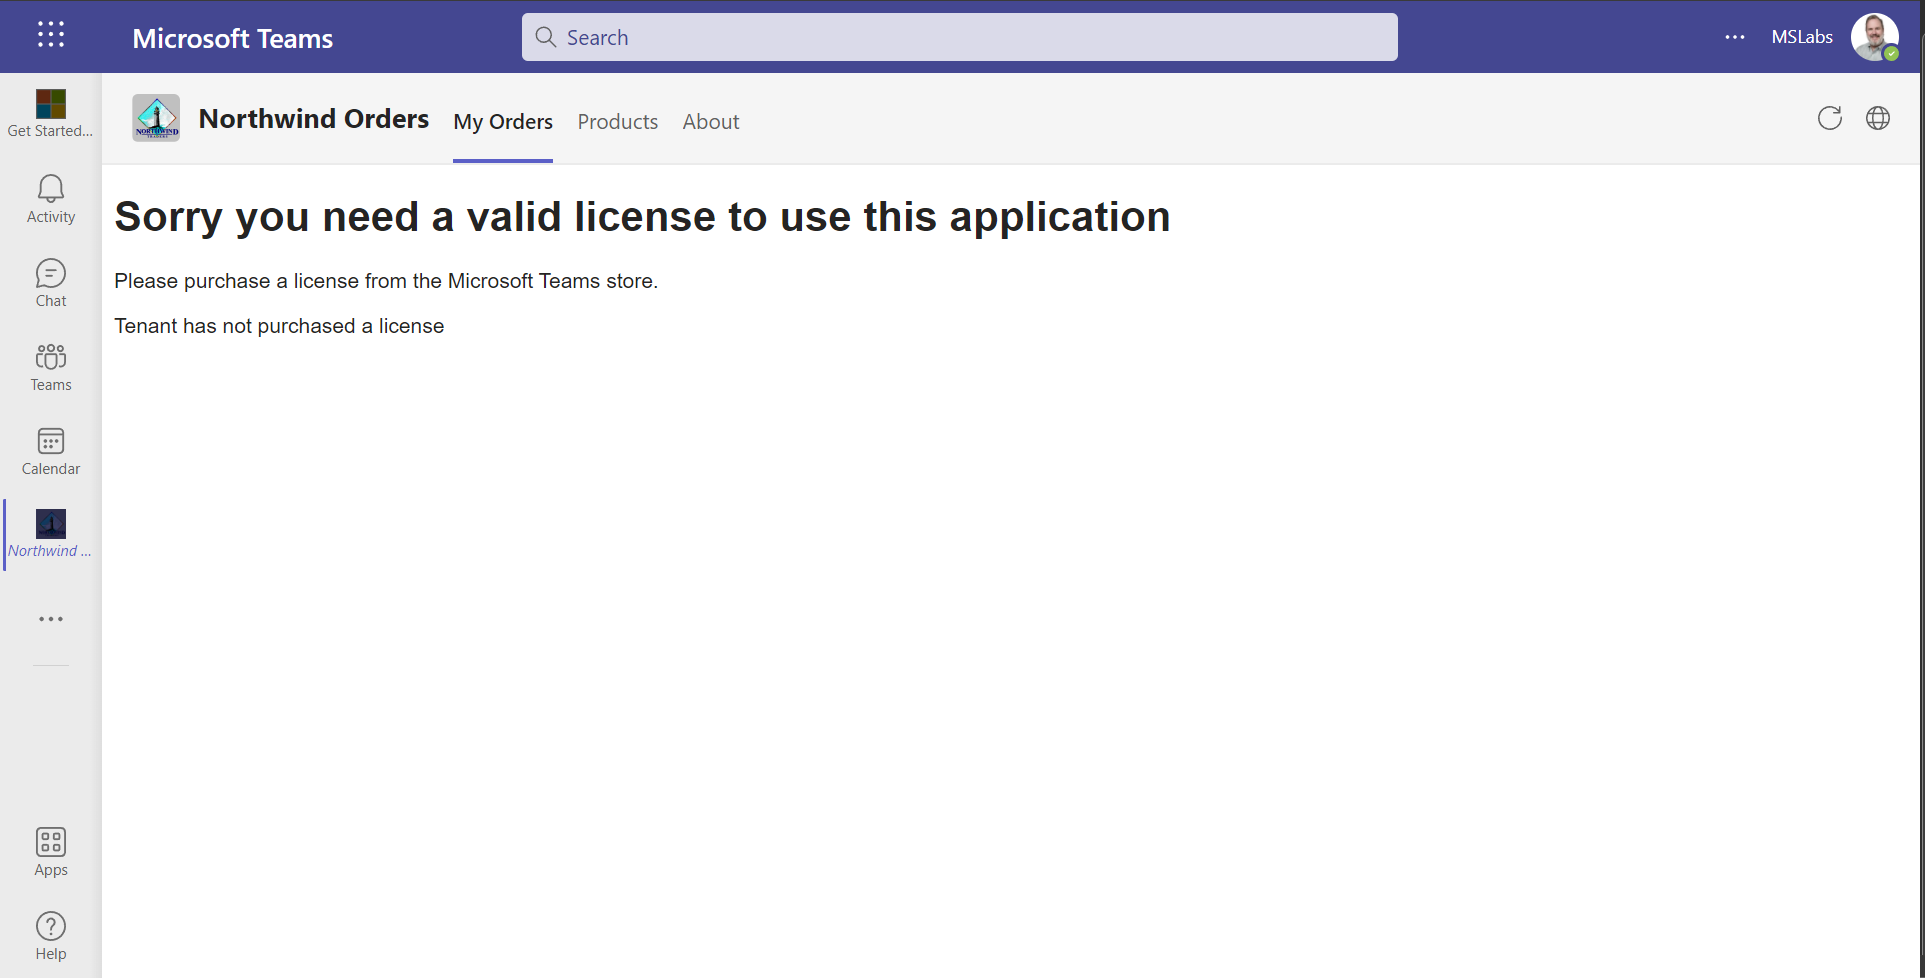 Microsoft Teams
Search
MSLabs
Get Started...
Activity
Chat
Teams
Calendar
Northwind ...
Apps
Help
NORTHWIND
TRADERS
Northwind Orders
My Orders
Products
About
Sorry you need a valid license to use this application
Please purchase a license from the Microsoft Teams store.
Tenant has not purchased a license